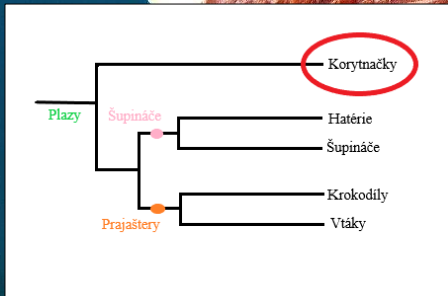 Korytnačky
Plazy
Šupináče
Hatérie
Šupináče
Prajaštery
Krokodíly
Vtáky